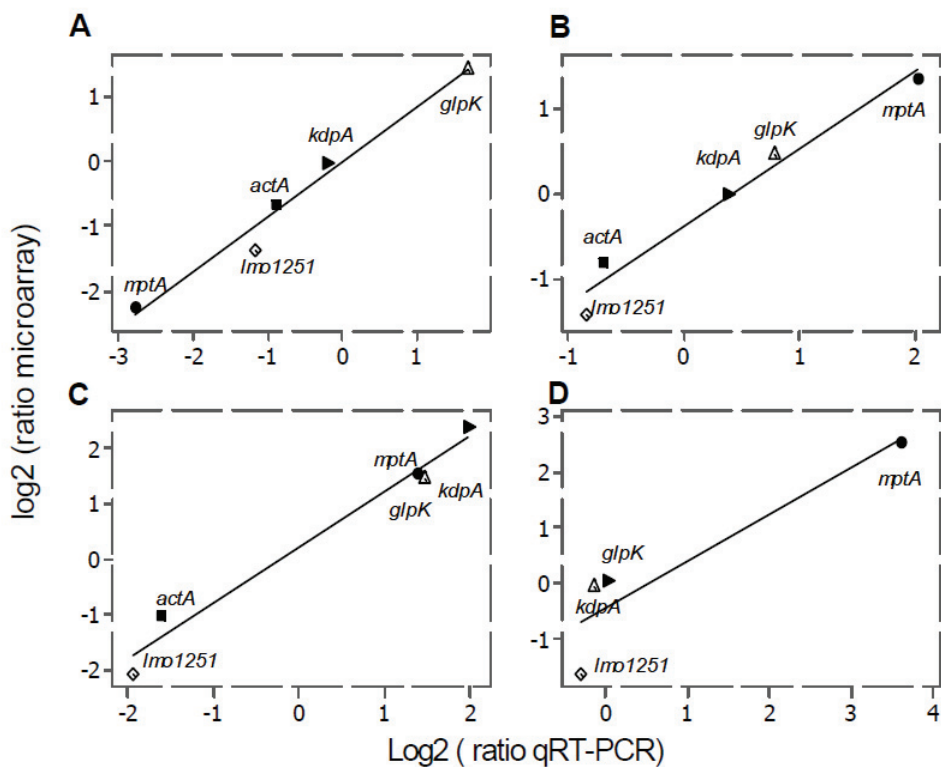 A
B
1
0
-1
-2
glpK
kdpA
actA
lmo1251
mptA
-3
-2
-1
0
1
1
0
-1
mptA
glpK
kdpA
actA
lmo1251
-1
0
1
2
C
D
2
1
0
-1
-2
mptA
kdpA
glpK
actA
lmo1251
-2
-1
0
1
2
3
2
1
0
-1
mptA
glpK
kdpA
lmo1251
0
1
2
3
4
log2 (ratio microarray)
Log2 ( ratio qRT-PCR)